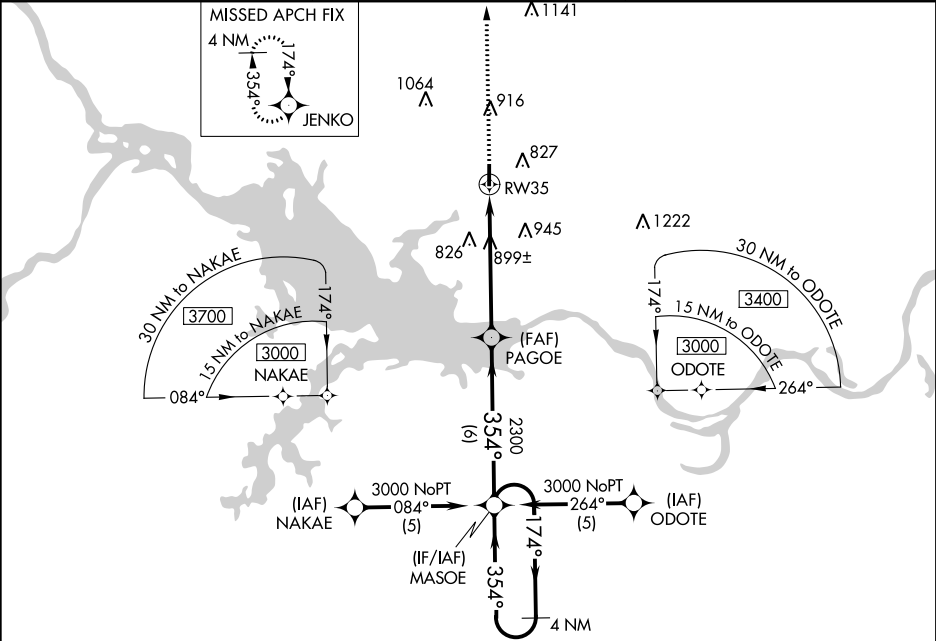 MISSED APCH FIX
4 NM
174°
354°
JENKO
1141
1064
916
827
RW35
945
826
899±
1222
30 NM to NAKAE
3700
15 NM to NAKAE
3000
NAKAE
174°
084°
30 NM to ODOTE
3400
15 NM to ODOTE
3000
ODOTE
174°
264°
(FAF)
PAGOE
2300
354°
(6)
(IAF)
NAKAE
3000 NoPT
084°
(5)
3000 NoPT
264°
(5)
(IAF)
ODOTE
(IF/IAF)
MASOE
174°
354°
4 NM